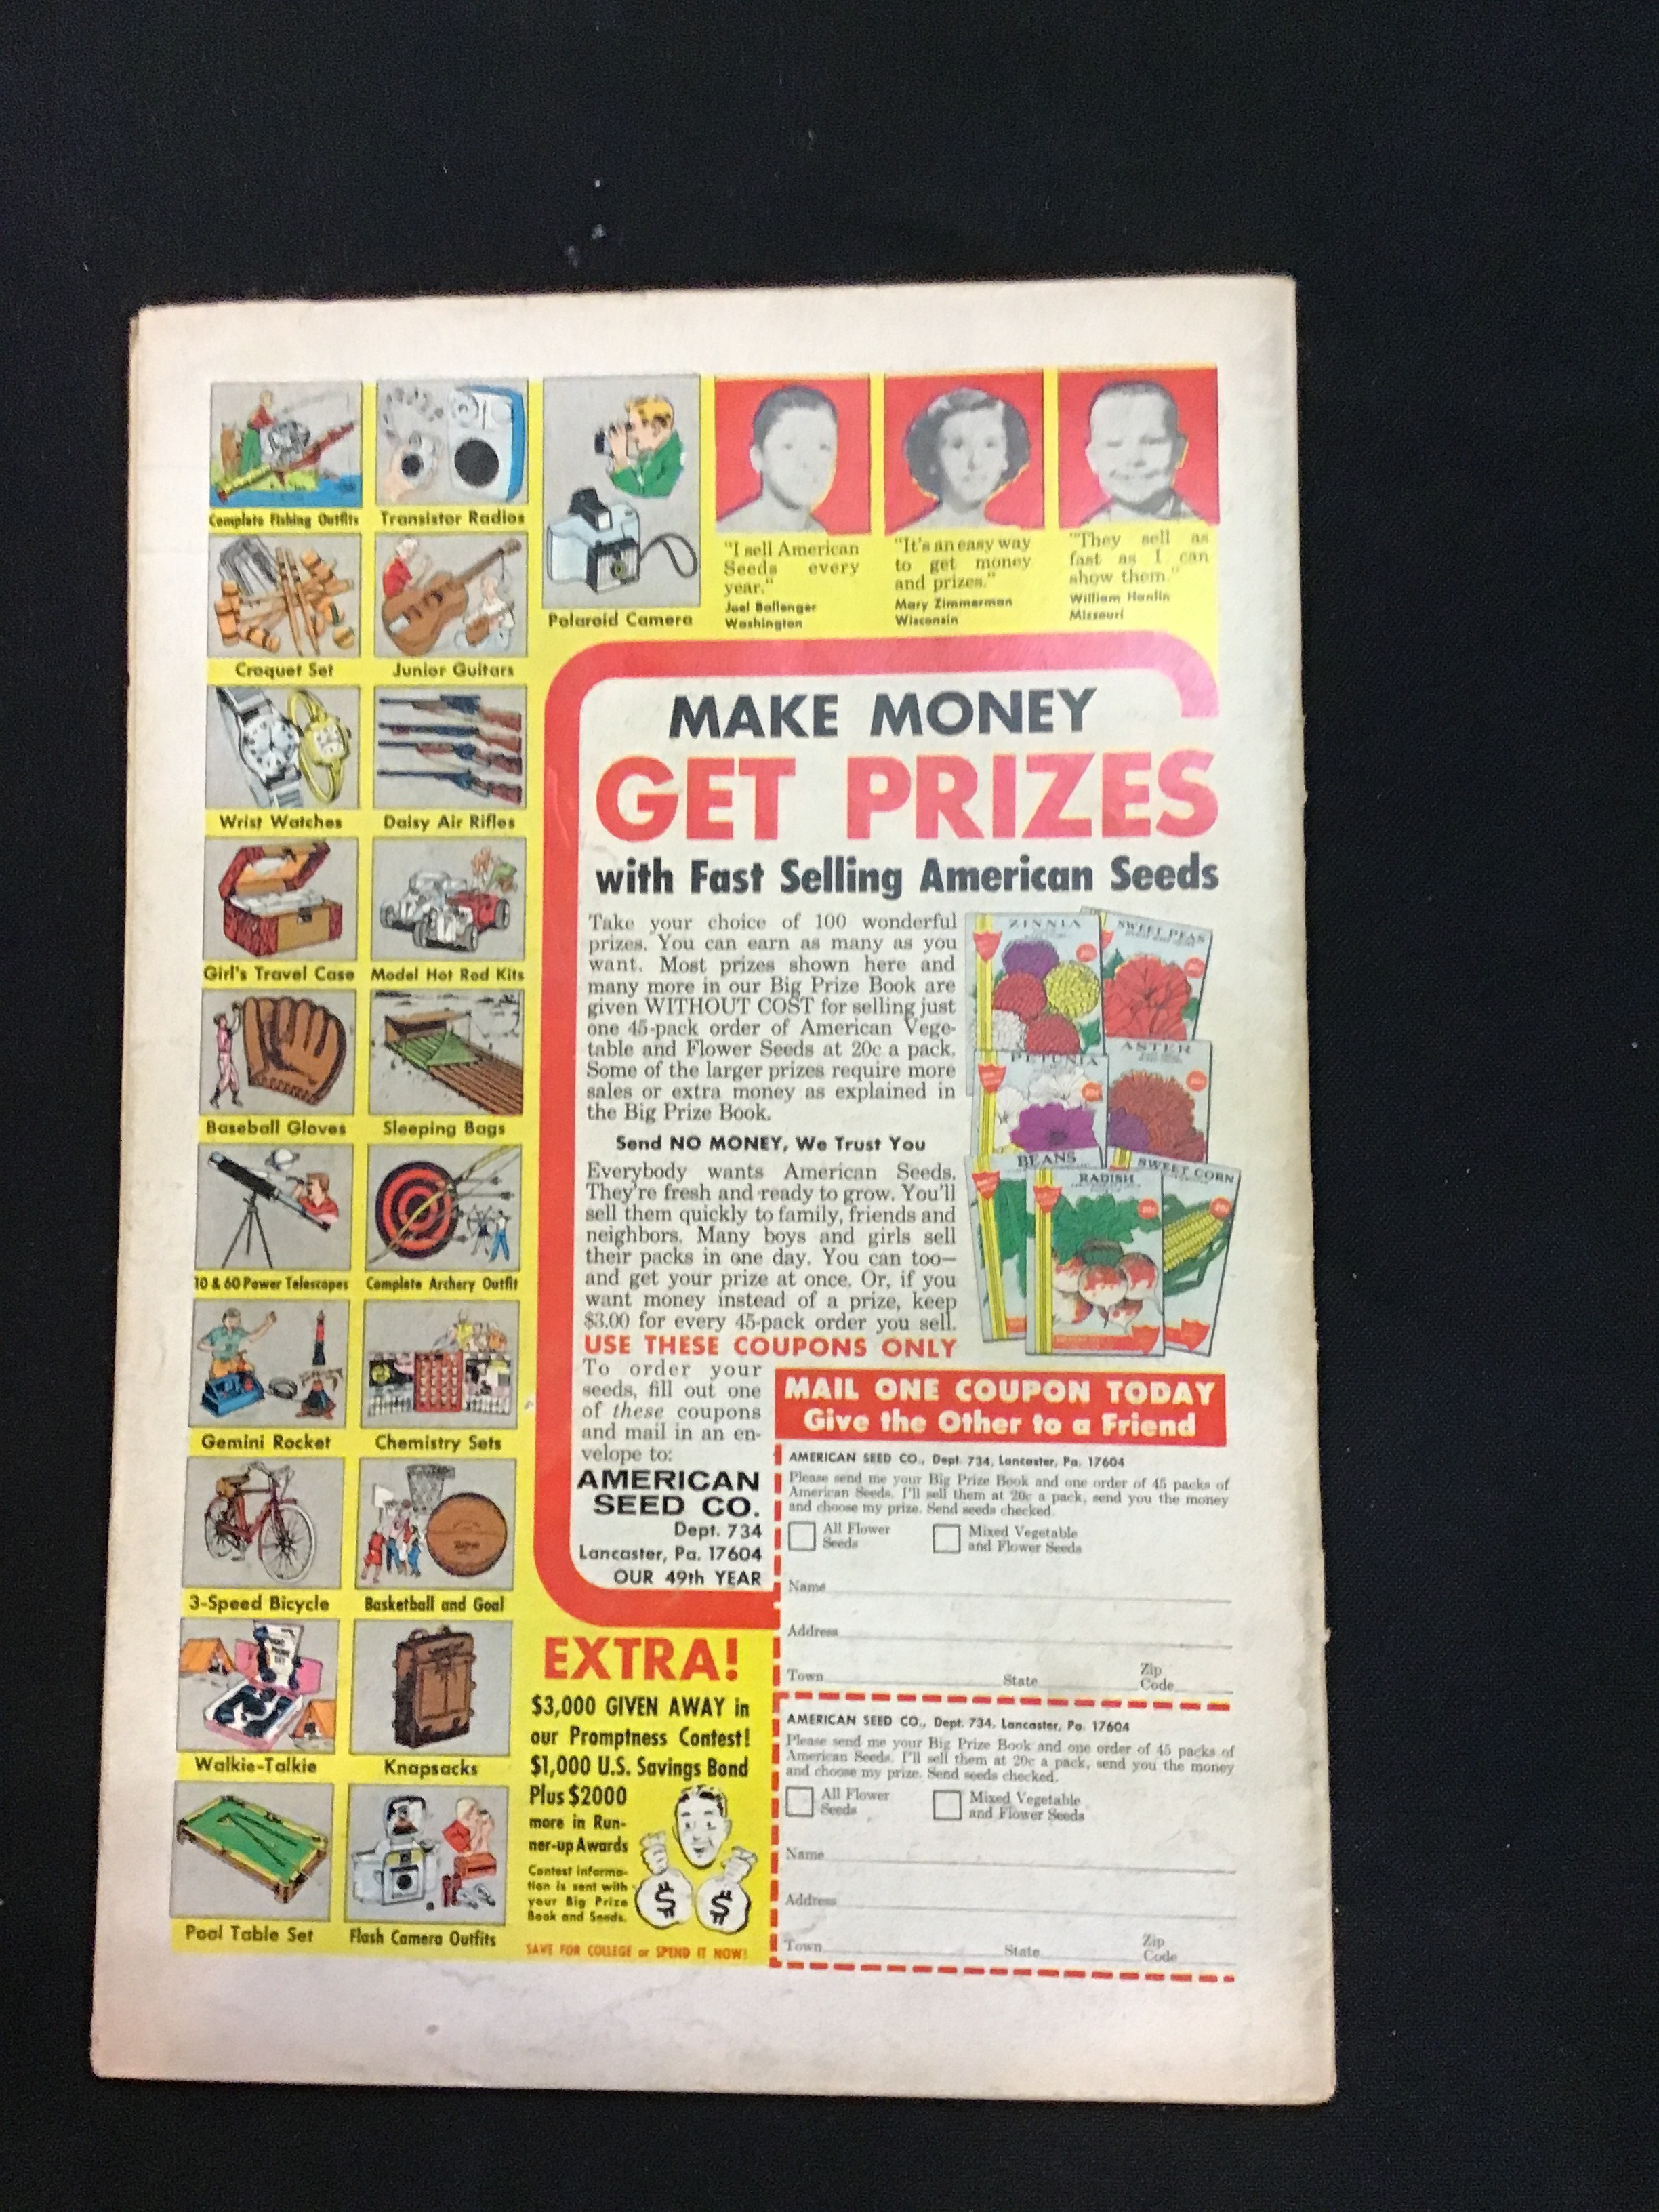 Complete Fishing Outfits
Transistor Radios
Croquet Set
Junior Guitars
Wrist Watches
Daisy Air Rifles
Girl's Travel Case
Model Hot Rod Kits
Baseball Gloves
Sleeping Bags
10 & 60 Power Telescopes
Complete Archery Outfit
Gemini Rocket
Chemistry Sets
3-Speed Bicycle
Basketball and Goal
Walkie-Talkie
Knapsacks
Pool Table Set
Flash Camera Outfits
Polaroid Camera
"I sell American
Seeds every
year."
Joel Ballenger
Washington
"It's an easy way
to get money
and prizes."
Mary Zimmerman
Wisconsin
"They sell as
fast as I can
show them."
William Hanlin
Missouri
MAKE MONEY
GET PRIZES
with Fast Selling American Seeds
Take your choice of 100 wonderful
prizes. You can earn as many as you
want. Most prizes shown here and
many more in our Big Prize Book are
given WITHOUT COST for selling just
one 45-pack order of American Vege-
table and Flower Seeds at 20c a pack.
Some of the larger prizes require more
sales or extra money as explained in
the Big Prize Book.
Send NO MONEY, We Trust You
Everybody wants American Seeds.
They're fresh and ready to grow. You'll
sell them quickly to family, friends and
neighbors. Many boys and girls sell
their packs in one day. You can too—
and get your prize at once. Or, if you
want money instead of a prize, keep
$3.00 for every 45-pack order you sell.
USE THESE COUPONS ONLY
To order your
seeds, fill out one
of these coupons
and mail in an en-
velope to:
AMERICAN
SEED CO.
Dept. 734
Lancaster, Pa. 17604
OUR 49th YEAR
ZINNIA
SWEET PEAS
PETUNIA
ASTER
BEANS
RADISH
SWEET CORN
MAIL ONE COUPON TODAY
Give the Other to a Friend
AMERICAN SEED CO., Dept. 734, Lancaster, Pa. 17604
Please send me your Big Prize Book and one order of 45 packs of
American Seeds. I'll sell them at 20c a pack, send you the money
and choose my prize. Send seeds checked.
All Flower
Seeds
Mixed Vegetable
and Flower Seeds
Name
Address
Town State Zip
Code
AMERICAN SEED CO., Dept. 734, Lancaster, Pa. 17604
Please send me your Big Prize Book and one order of 45 packs of
American Seeds. I'll sell them at 20c a pack, send you the money
and choose my prize. Send seeds checked.
All Flower
Seeds
Mixed Vegetable
and Flower Seeds
Name
Address
Town State Zip
Code
EXTRA!
$3,000 GIVEN AWAY in
our Promptness Contest!
$1,000 U.S. Savings Bond
Plus $2000
more in Run-
ner-up Awards
Contest informa-
tion is sent with
your Big Prize
Book and Seeds.
$ $
SAVE FOR COLLEGE or SPEND IT NOW!